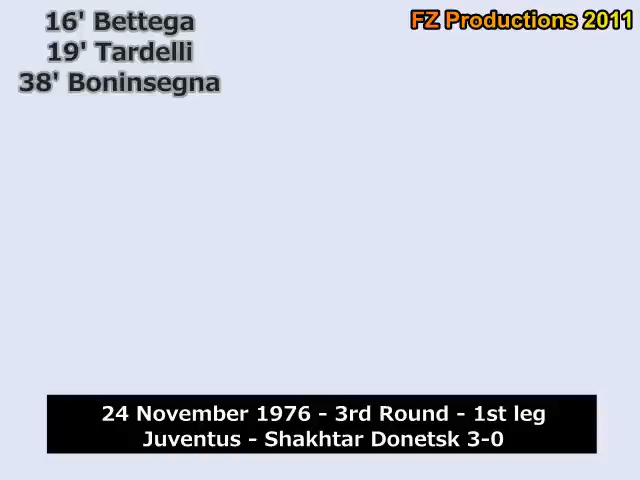 16' Bettega
19' Tardelli
38' Boninsegna
FZ Productions 2011
24 November 1976 - 3rd Round - 1st leg
Juventus - Shakhtar Donetsk 3-0